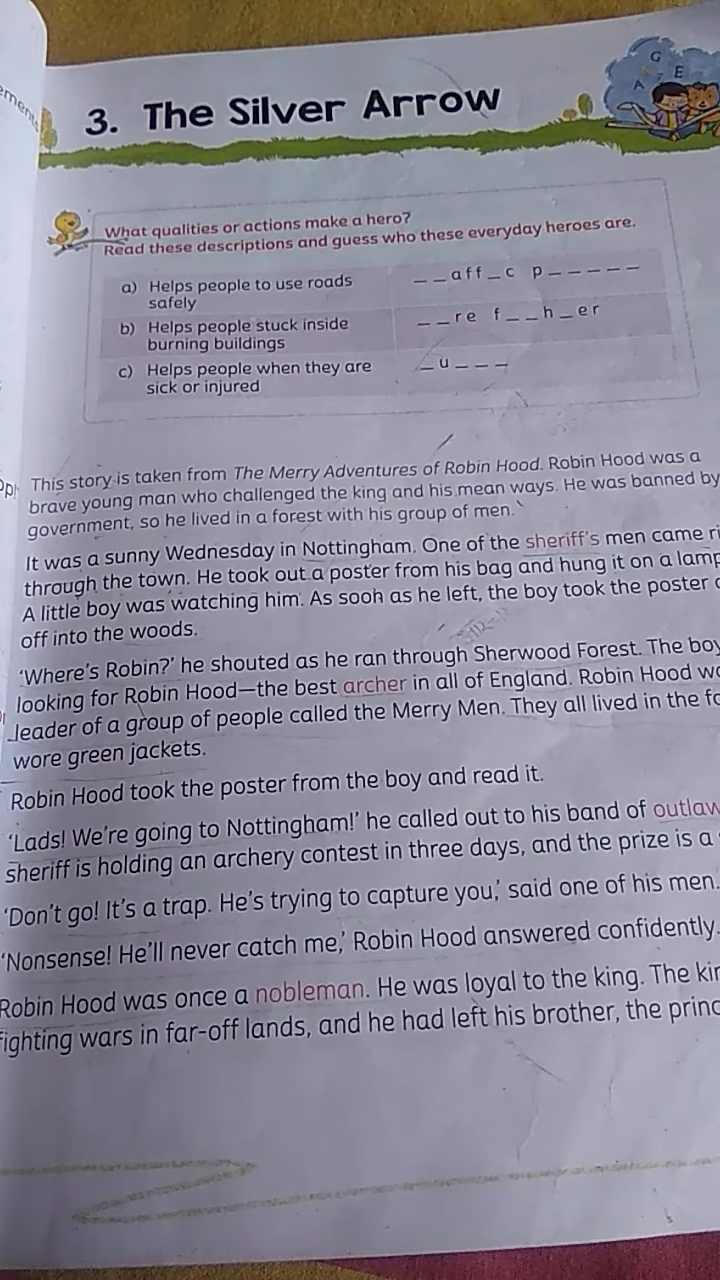 ement
G
E
A
3. The Silver Arrow
What qualities or actions make a hero?
Read these descriptions and guess who these everyday heroes are.
a) Helps people to use roads safely
_ _ a f f _ c p _ _ _ _ _
b) Helps people stuck inside burning buildings
_ _ r e f _ _ h _ e r
c) Helps people when they are sick or injured
_ u _ _ _
This story is taken from The Merry Adventures of Robin Hood. Robin Hood was a
brave young man who challenged the king and his mean ways. He was banned by
government, so he lived in a forest with his group of men.
It was a sunny Wednesday in Nottingham. One of the sheriff's men came ri
through the town. He took out a poster from his bag and hung it on a lamp
A little boy was watching him. As soon as he left, the boy took the poster
off into the woods.
'Where's Robin?' he shouted as he ran through Sherwood Forest. The boy
looking for Robin Hood—the best archer in all of England. Robin Hood
leader of a group of people called the Merry Men. They all lived in the fo
wore green jackets.
Robin Hood took the poster from the boy and read it.
'Lads! We're going to Nottingham!' he called out to his band of outlaw
sheriff is holding an archery contest in three days, and the prize is a
'Don't go! It's a trap. He's trying to capture you,' said one of his men.
'Nonsense! He'll never catch me,' Robin Hood answered confidently.
Robin Hood was once a nobleman. He was loyal to the king. The kin
fighting wars in far-off lands, and he had left his brother, the princ